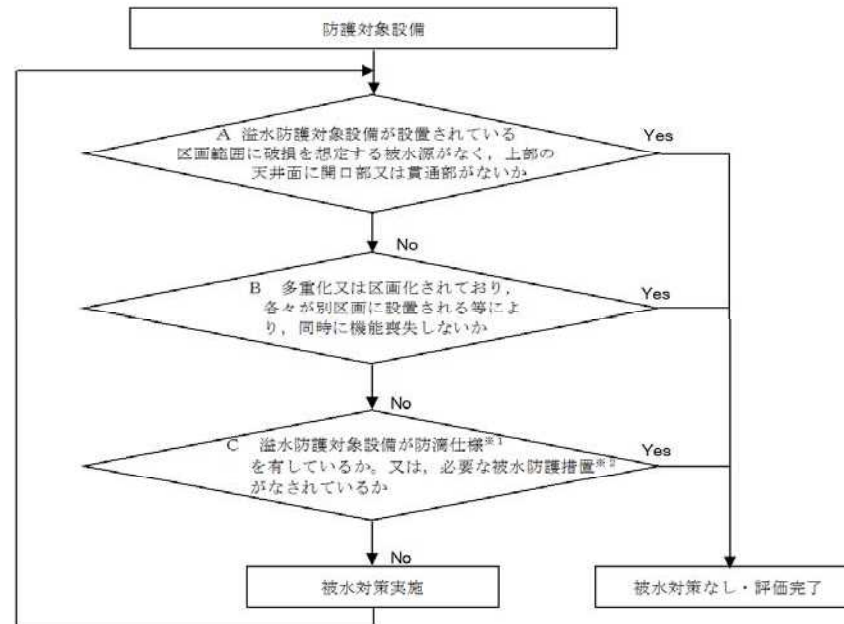 防護対象設備
A 溢水防護対象設備が設置されている
区画範囲に破損を想定する被水源がなく，上部の
天井面に開口部又は貫通部がないか
Yes
No
B 多重化又は区画化されており，
各々が別区画に設置される等によ
り，同時に機能喪失しないか
Yes
No
C 溢水防護対象設備が防滴仕様※1
を有しているか。又は，必要な被水防護措置※2
がなされているか
Yes
No
被水対策実施
被水対策なし・評価完了